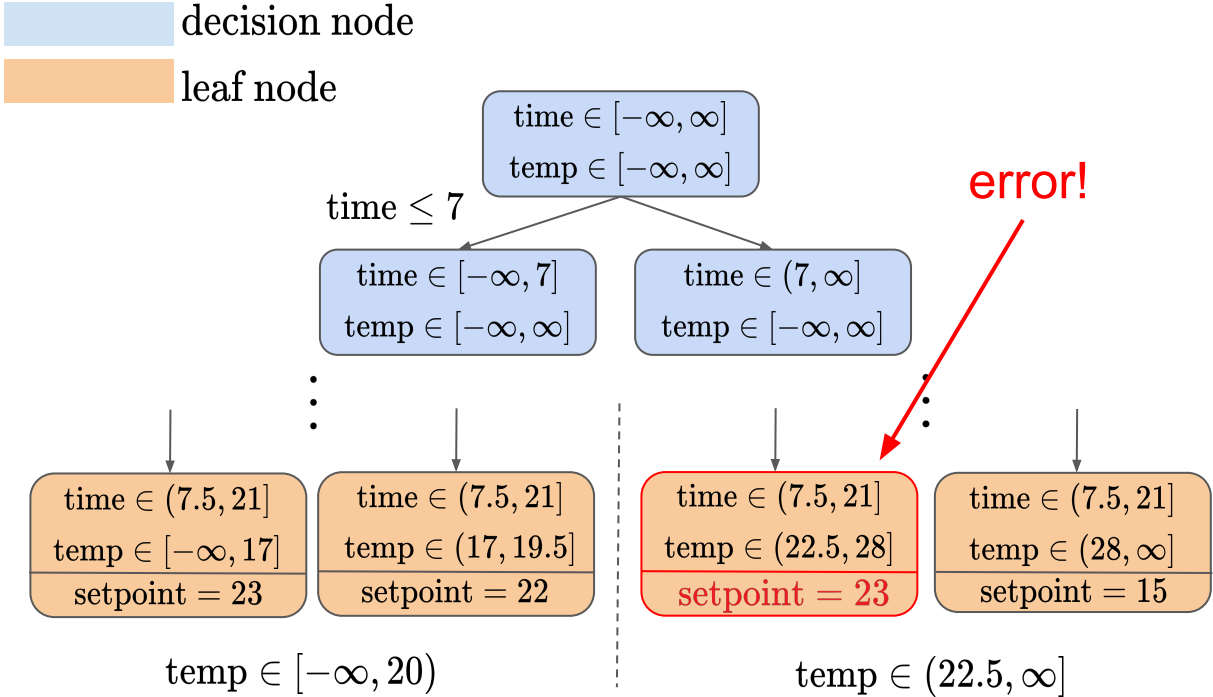 decision node
leaf node
time ∈ [−∞, ∞]
temp ∈ [−∞, ∞]
error!
time ≤ 7
time ∈ [−∞, 7]
temp ∈ [−∞, ∞]
time ∈ (7, ∞]
temp ∈ [−∞, ∞]
time ∈ (7.5, 21]
temp ∈ [−∞, 17]
setpoint = 23
time ∈ (7.5, 21]
temp ∈ (17, 19.5]
setpoint = 22
time ∈ (7.5, 21]
temp ∈ (22.5, 28]
setpoint = 23
time ∈ (7.5, 21]
temp ∈ (28, ∞]
setpoint = 15
temp ∈ [−∞, 20)
temp ∈ (22.5, ∞]